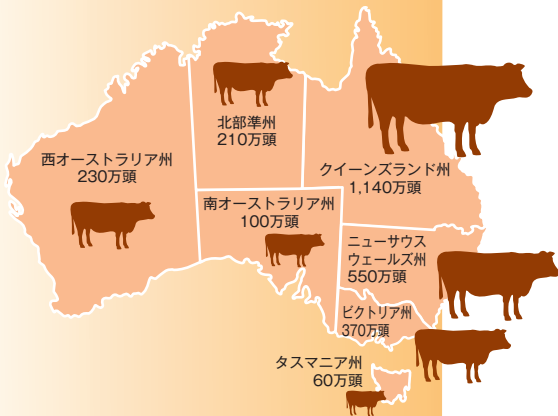 北部準州
210万頭
西オーストラリア州
230万頭
クイーンズランド州
1,140万頭
南オーストラリア州
100万頭
ニューサウス
ウェールズ州
550万頭
ビクトリア州
370万頭
タスマニア州
60万頭